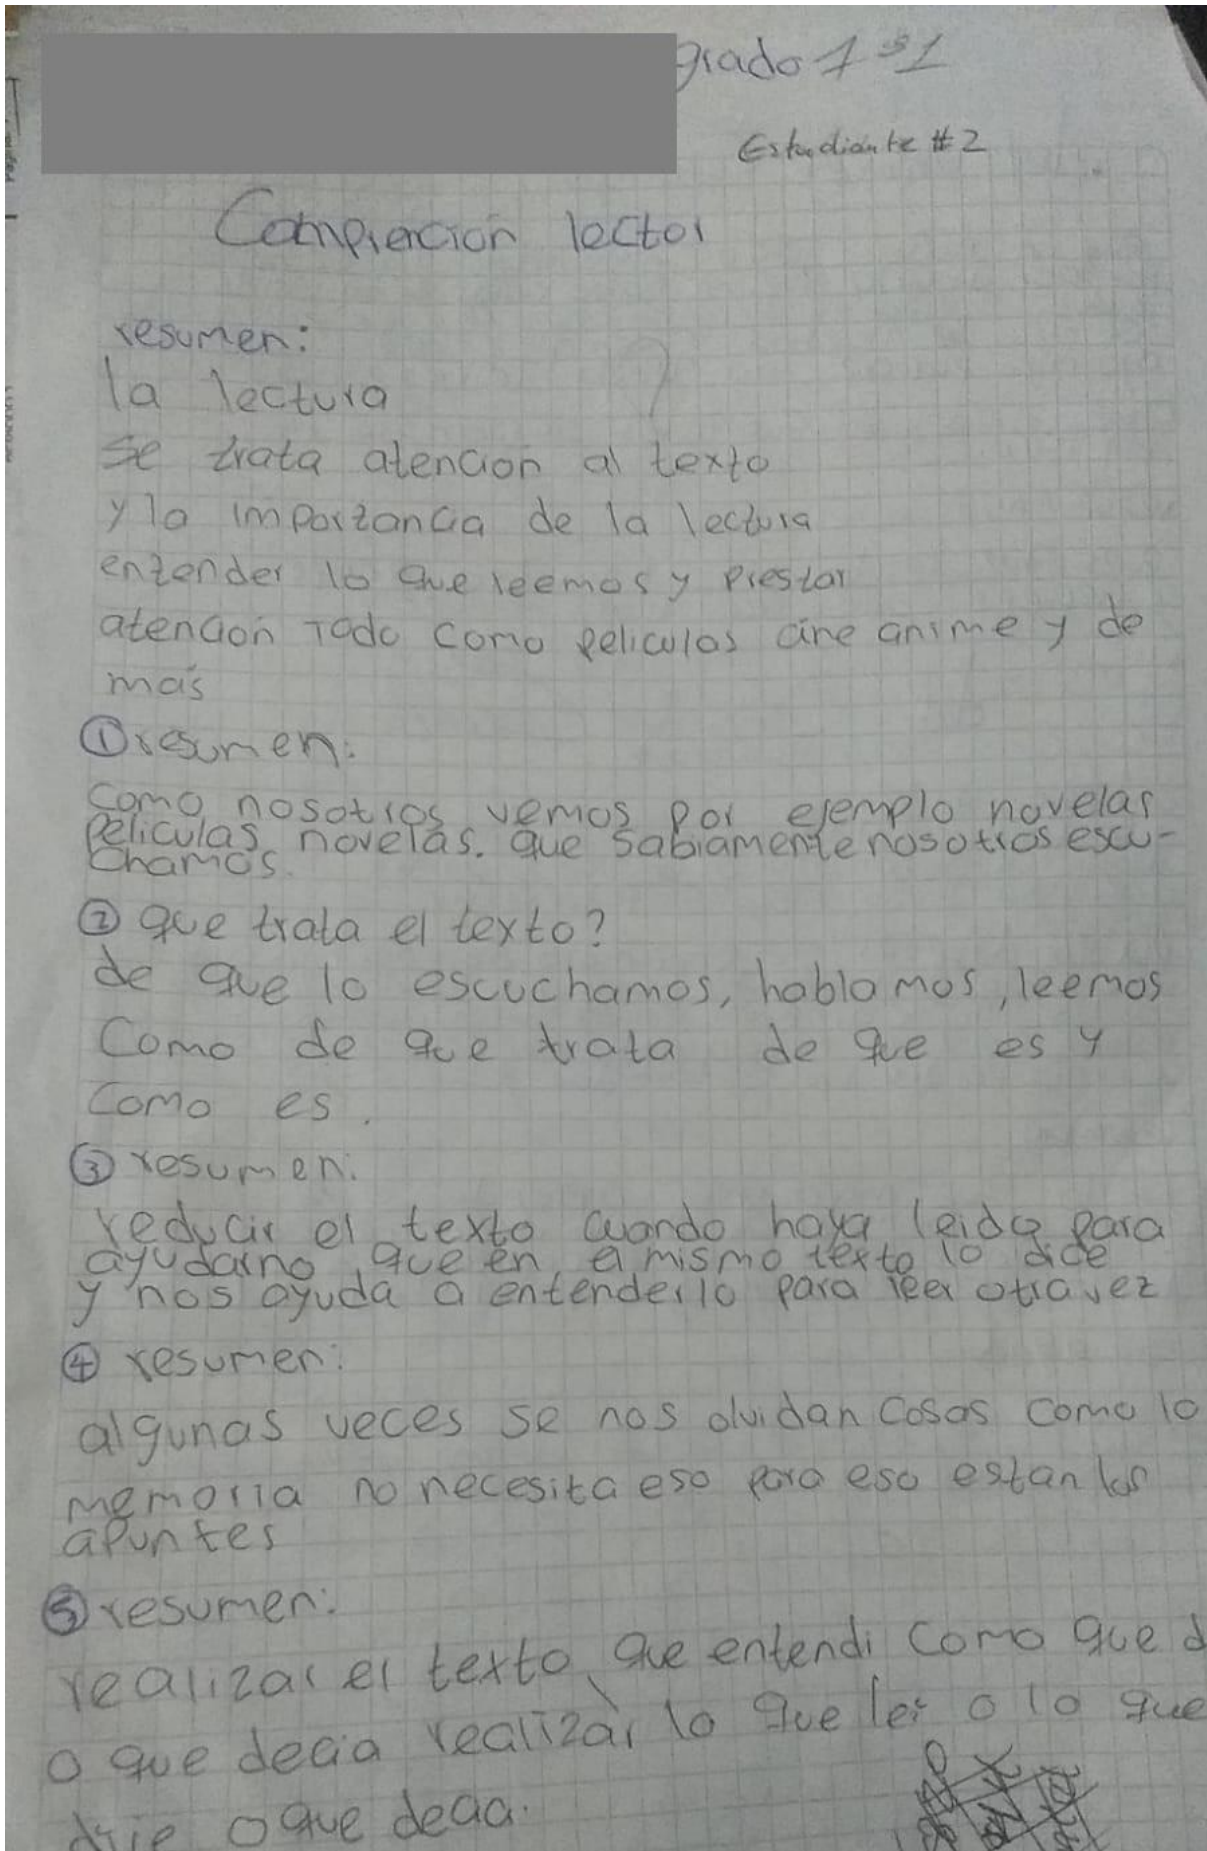 grado 7°1
Estudiante #2
Comprencion lector
resumen:
la lectura
se trata atencion al texto
y la importancia de la lectura
entender lo que leemos y prestar
atencion Todo como peliculas cine anime y de
más
① resumen:
Como nosotros vemos por ejemplo novelas
peliculas novelas. que sabiamente nosotros escu-
chamos.
② que trata el texto?
de que lo escuchamos, hablamos, leemos
Como de que trata de que es y
Como es.
③ resumen:
reducir el texto cuando haya leido para
ayudarno que en el mismo texto lo dice
y nos ayuda a entenderlo para leer otra vez
④ resumen:
algunas veces se nos olvidan cosas como lo
memoria no necesita eso para eso estan los
apuntes
⑤ resumen:
realizar el texto que entendi como que
o que decia realizar lo que lei o lo que
o que decia.